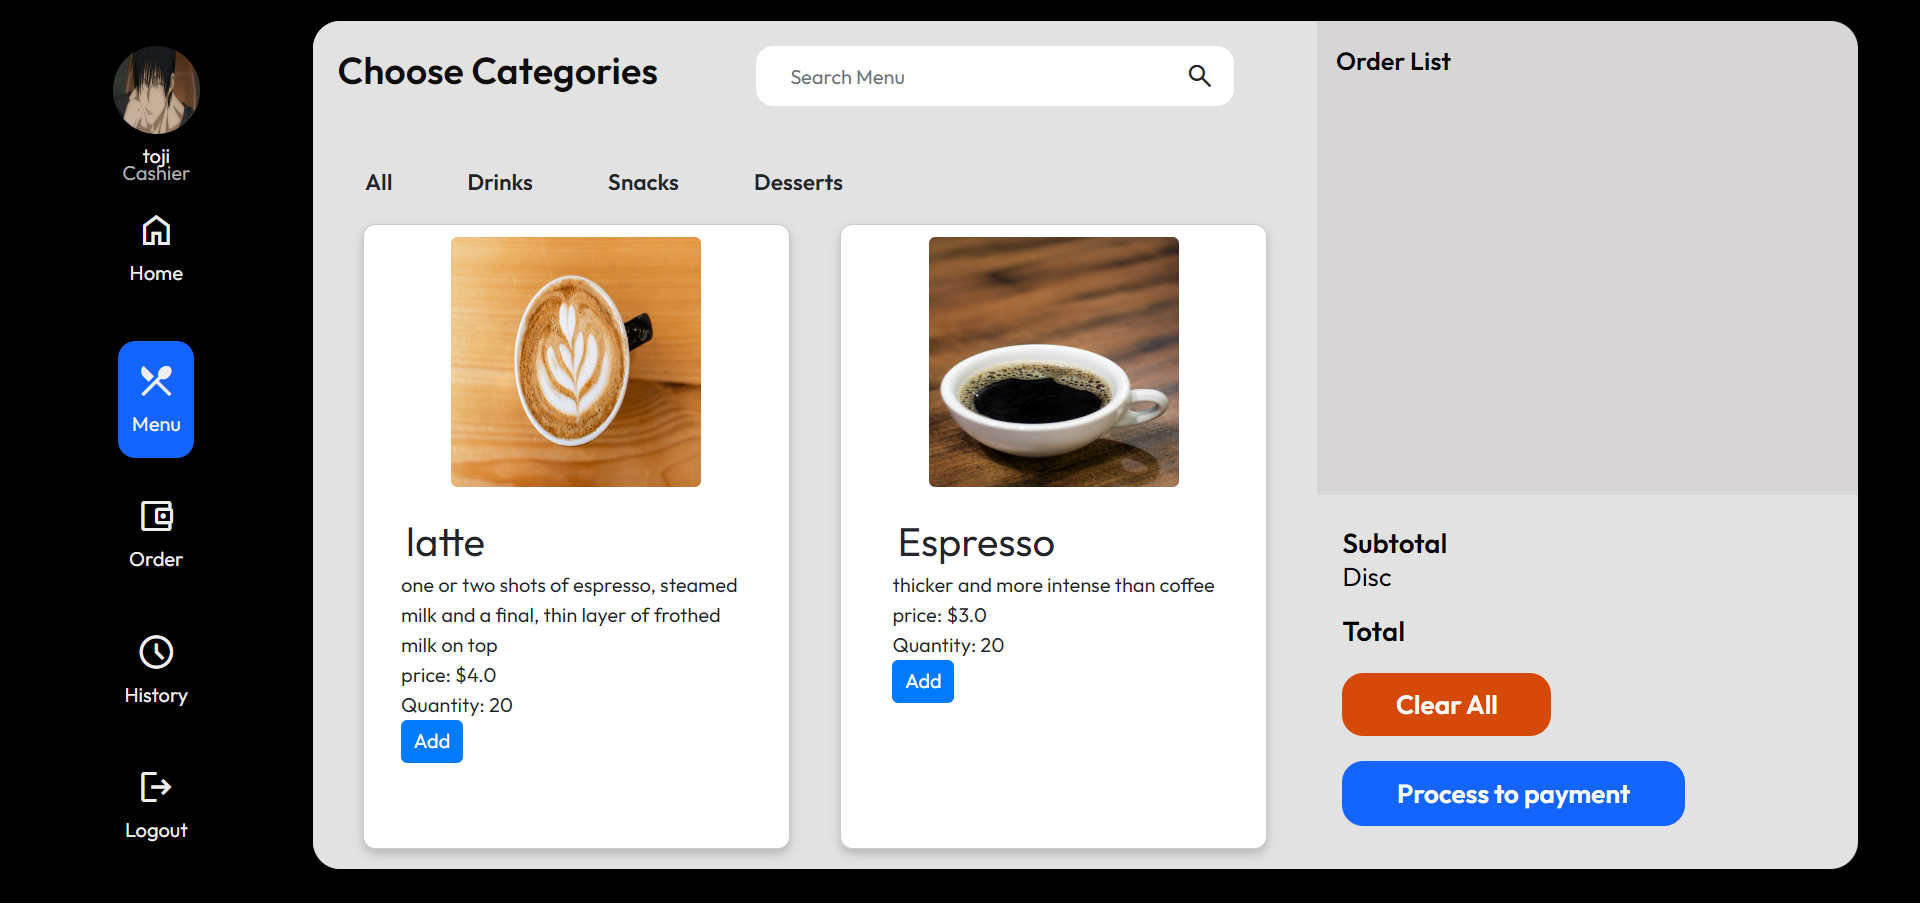 toji
Cashier
Home
Menu
Order
History
Logout
Choose Categories
Search Menu
All
Drinks
Snacks
Desserts
latte
one or two shots of espresso, steamed
milk and a final, thin layer of frothed
milk on top
price: $4.0
Quantity: 20
Add
Espresso
thicker and more intense than coffee
price: $3.0
Quantity: 20
Add
Order List
Subtotal
Disc
Total
Clear All
Process to payment